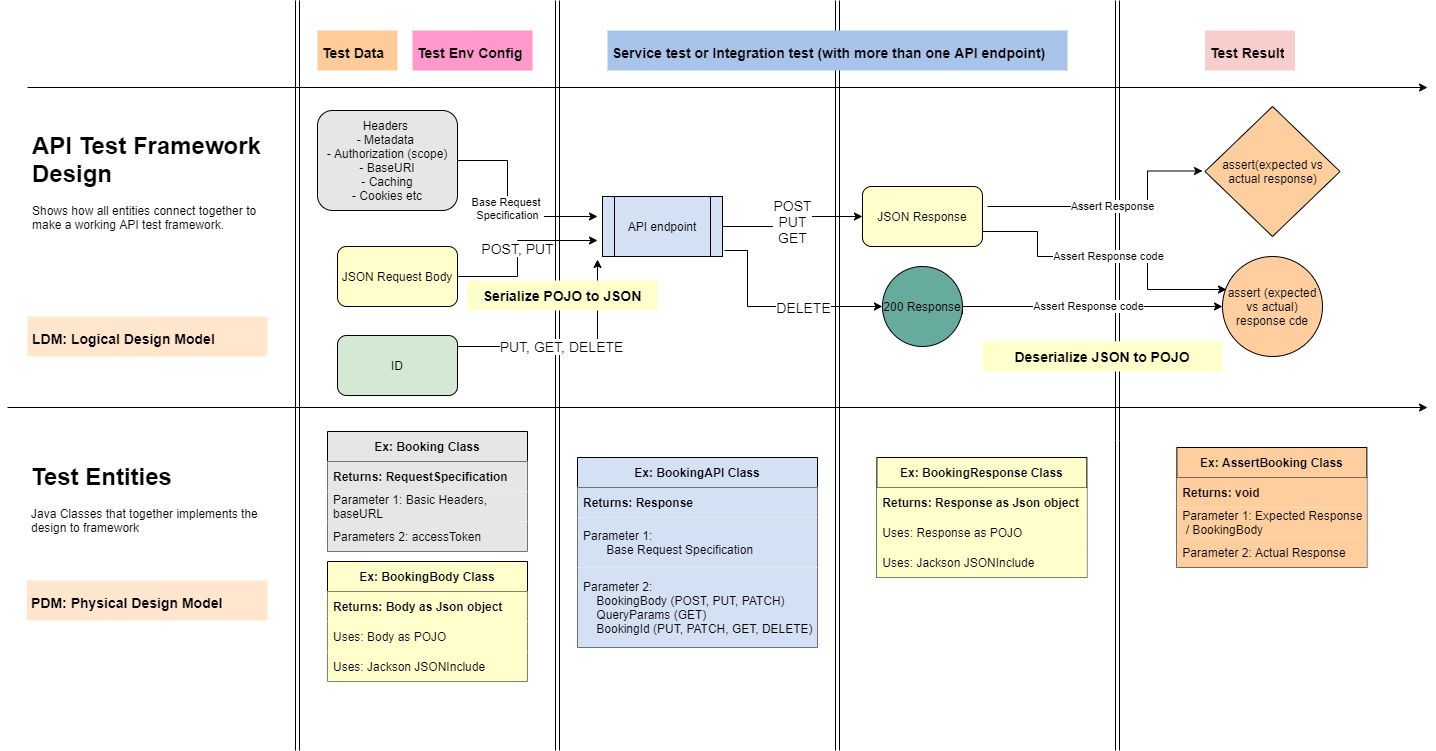 Test Data
Test Env Config
Service test or Integration test (with more than one API endpoint)
Test Result
API Test Framework
Design
Shows how all entities connect together to
make a working API test framework.
LDM: Logical Design Model
Headers
- Metadata
- Authorization (scope)
- BaseURI
- Caching
- Cookies etc
Base Request
Specification
JSON Request Body
POST, PUT
Serialize POJO to JSON
ID
PUT, GET, DELETE
API endpoint
POST
PUT
GET
DELETE
JSON Response
200 Response
Assert Response
Assert Response code
Assert Response code
Deserialize JSON to POJO
assert(expected vs
actual response)
assert (expected
vs actual)
response cde
Test Entities
Java Classes that together implements the
design to framework
PDM: Physical Design Model
Ex: Booking Class
Returns: RequestSpecification
Parameter 1: Basic Headers,
baseURL
Parameters 2: accessToken
Ex: BookingBody Class
Returns: Body as Json object
Uses: Body as POJO
Uses: Jackson JSONInclude
Ex: BookingAPI Class
Returns: Response
Parameter 1:
Base Request Specification
Parameter 2:
BookingBody (POST, PUT, PATCH)
QueryParams (GET)
BookingId (PUT, PATCH, GET, DELETE)
Ex: BookingResponse Class
Returns: Response as Json object
Uses: Response as POJO
Uses: Jackson JSONInclude
Ex: AssertBooking Class
Returns: void
Parameter 1: Expected Response
/ BookingBody
Parameter 2: Actual Response